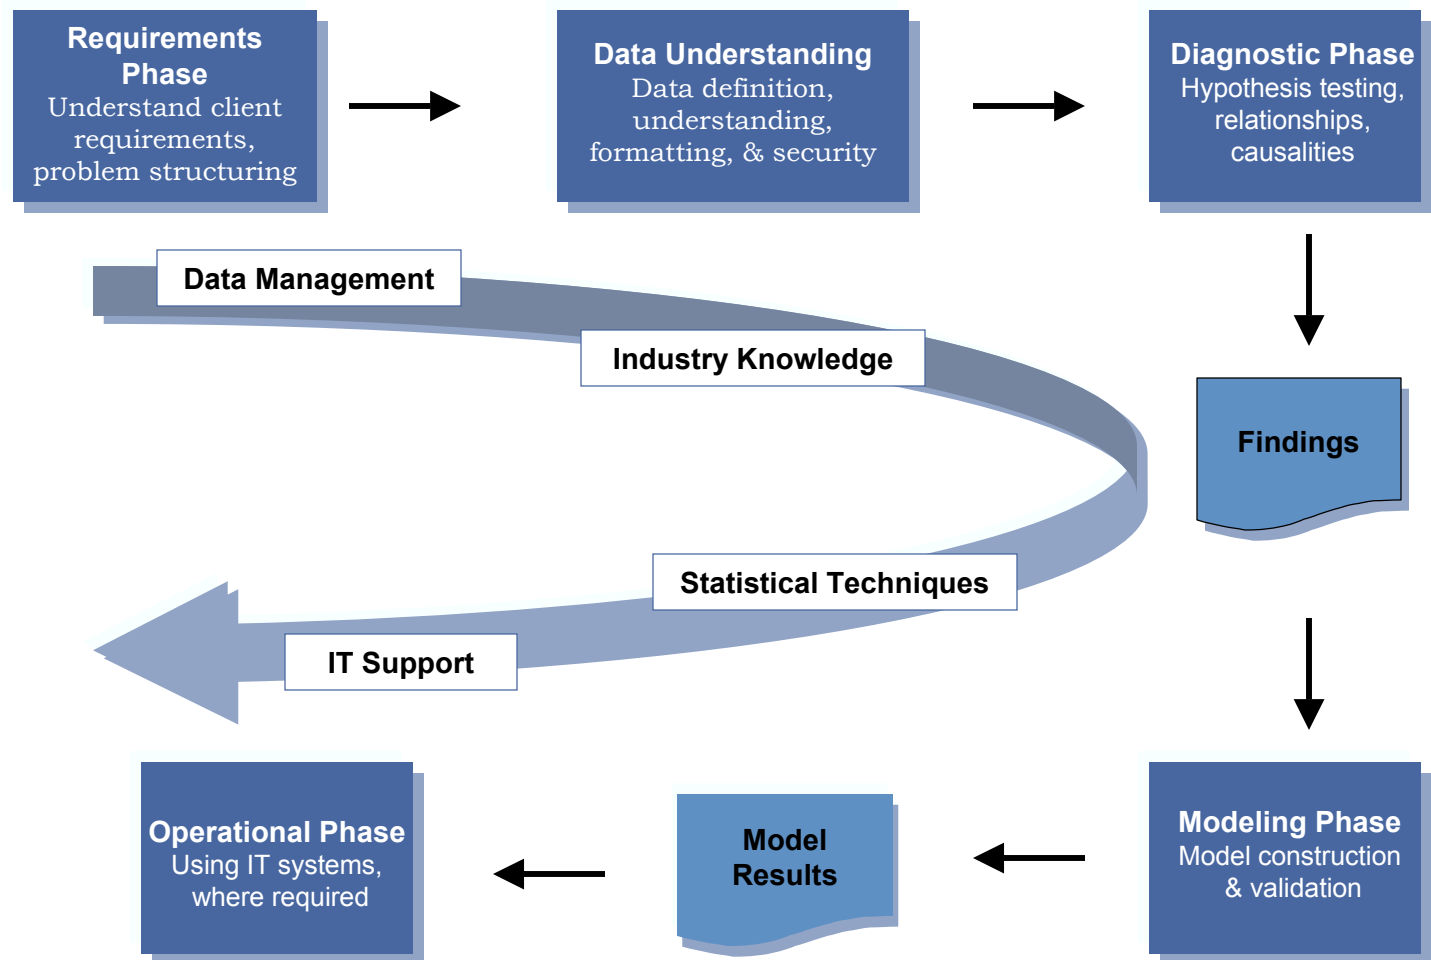 Requirements
Phase
Understand client
requirements,
problem structuring
Data Understanding
Data definition,
understanding,
formatting, & security
Diagnostic Phase
Hypothesis testing,
relationships,
causalities
Data Management
Industry Knowledge
Findings
Statistical Techniques
IT Support
Operational Phase
Using IT systems,
where required
Model
Results
Modeling Phase
Model construction
& validation